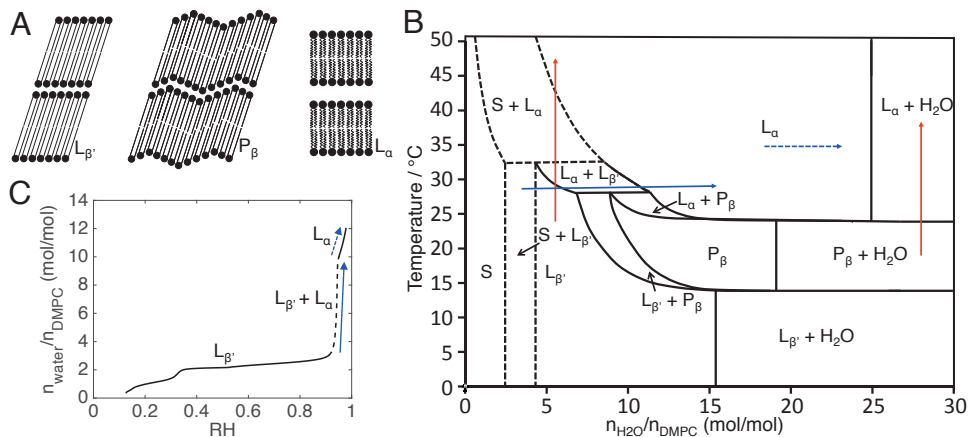 A
Lβ'
Pβ
Lα
B
Temperature / °C
50
45
40
35
30
25
20
15
10
5
0
S + Lα
Lα
Lα + H2O
Lα + Lβ'
Lα + Pβ
S + Lβ'
S
Lβ'
Pβ
Pβ + H2O
Lβ' + Pβ
Lβ' + H2O
0 5 10 15 20 25 30
nH2O/nDMPC (mol/mol)
C
nwater/nDMPC (mol/mol)
14
12
10
8
6
4
2
0
Lα
Lβ' + Lα
Lβ'
0 0.2 0.4 0.6 0.8 1
RH